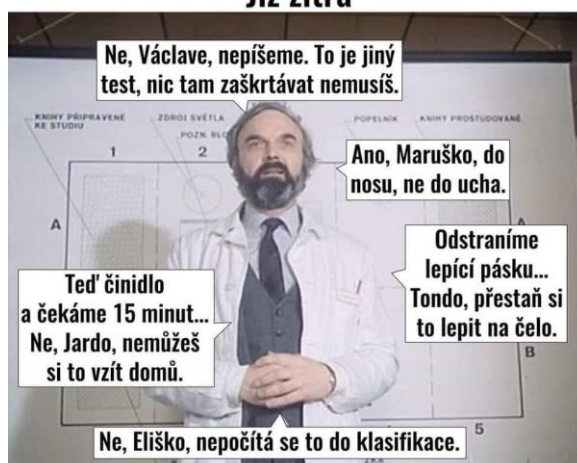 Již zítra
Ne, Václave, nepíšeme. To je jiný
test, nic tam zaškrtávat nemusíš.
KNIHY PŘIPRAVENÉ
KE STUDIU
ZDROJ SVĚTLA
POZN. BLO
POPELNÍK
KNIHY PROSTUDOVANÉ
1
2
Ano, Maruško, do
nosu, ne do ucha.
A
A
Odstraníme
lepící pásku...
Tondo, přestaň si
to lepit na čelo.
Teď činidlo
a čekáme 15 minut...
Ne, Jardo, nemůžeš
si to vzít domů.
B
5
Ne, Eliško, nepočítá se to do klasifikace.